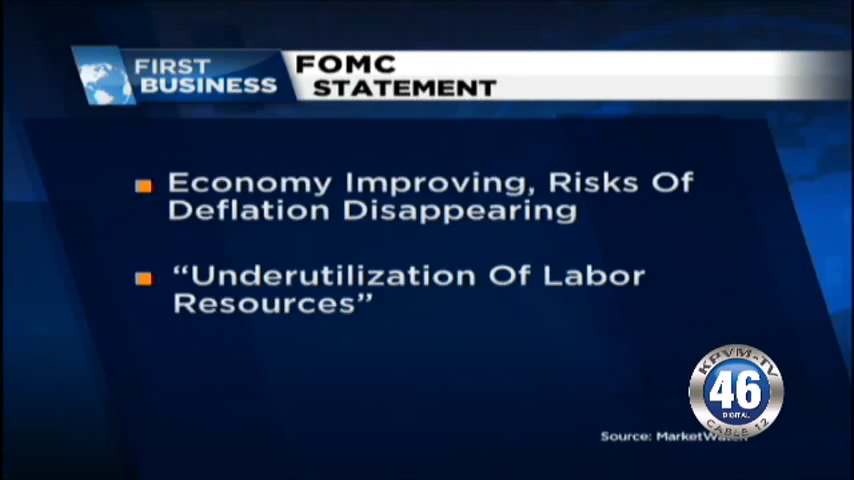 FIRST
BUSINESS
FOMC
STATEMENT
Economy Improving, Risks Of
Deflation Disappearing
“Underutilization Of Labor
Resources”
KPVM-TV
46
DIGITAL
CABLE 12
Source: MarketWatch